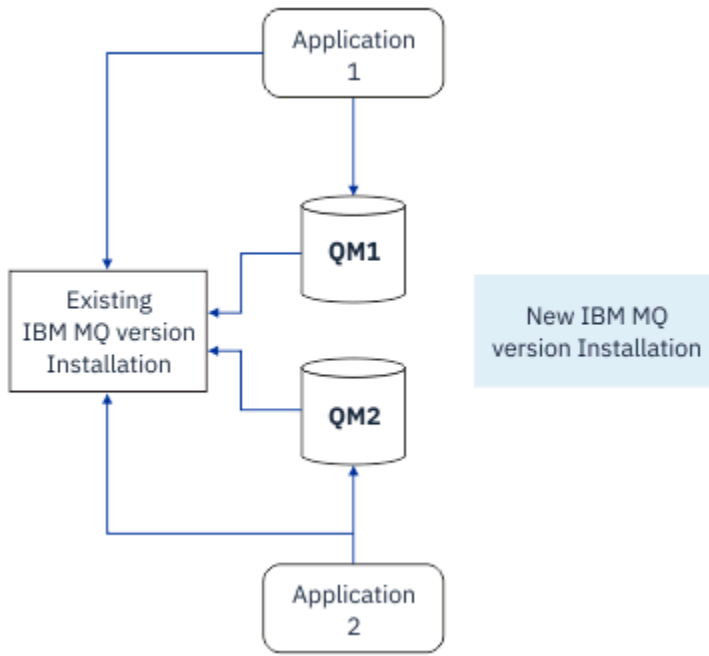 Application
1
QM1
Existing
IBM MQ version
Installation
New IBM MQ
version Installation
QM2
Application
2